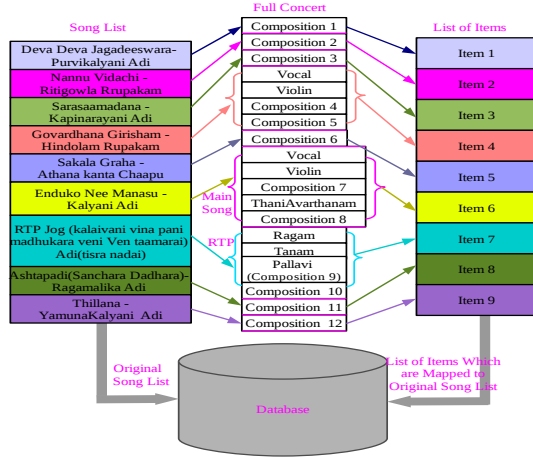 Song List
Deva Deva Jagadeeswara-
Purvikalyani Adi
Nannu Vidachi -
Ritigowla Rrupakam
Sarasaamadana -
Kapinarayani Adi
Govardhana Girisham -
Hindolam Rupakam
Sakala Graha -
Athana kanta Chaapu
Enduko Nee Manasu -
Kalyani Adi
RTP Jog (kalaivani vina pani
madhukara veni Ven taamarai)
Adi(tisra nadai)
Ashtapadi(Sanchara Dadhara)-
Ragamalika Adi
Thillana -
YamunaKalyani Adi
Full Concert
Composition 1
Composition 2
Composition 3
Vocal
Violin
Composition 4
Composition 5
Composition 6
Vocal
Violin
Composition 7
ThaniAvarthanam
Composition 8
Ragam
Tanam
Pallavi
(Composition 9)
Composition 10
Composition 11
Composition 12
Main
Song
RTP
List of Items
Item 1
Item 2
Item 3
Item 4
Item 5
Item 6
Item 7
Item 8
Item 9
Original
Song List
Database
List of Items Which
are Mapped to
Original Song List